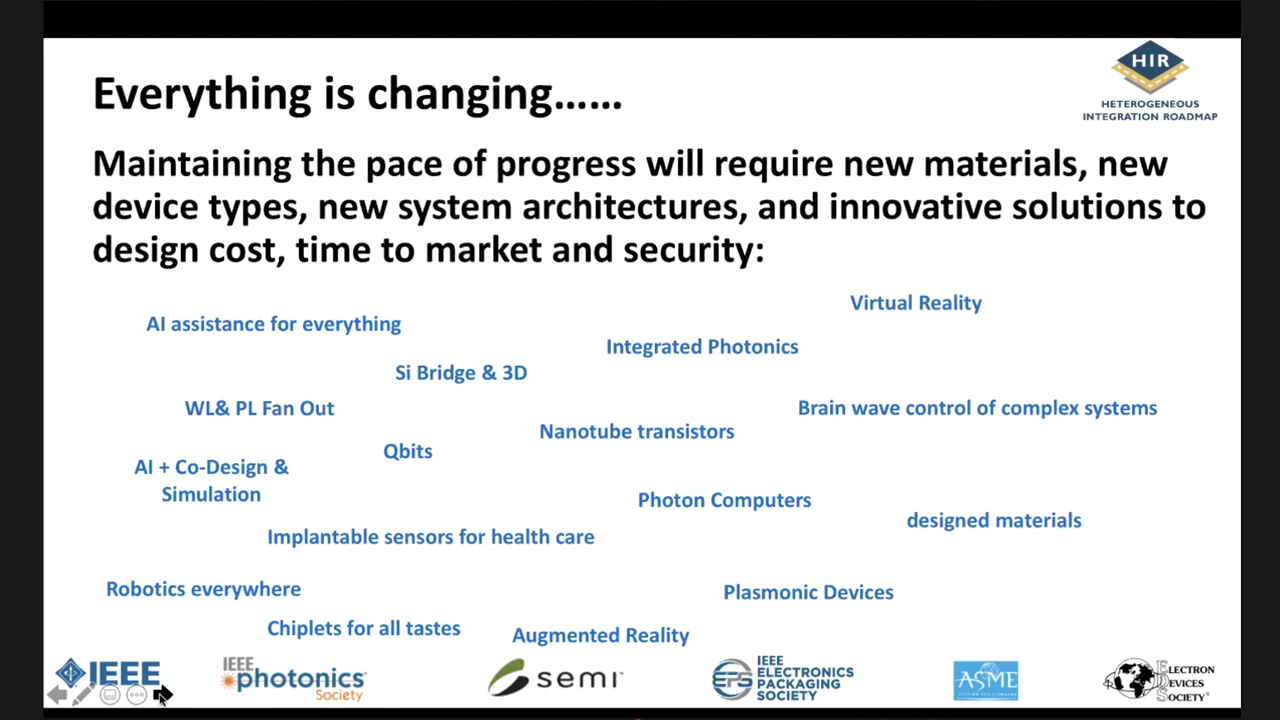 HIR
HETEROGENEOUS
INTEGRATION ROADMAP
Everything is changing......
Maintaining the pace of progress will require new materials, new
device types, new system architectures, and innovative solutions to
design cost, time to market and security:
Virtual Reality
AI assistance for everything
Integrated Photonics
Si Bridge & 3D
WL& PL Fan Out
Brain wave control of complex systems
Nanotube transistors
Qbits
AI + Co-Design &
Simulation
Photon Computers
designed materials
Implantable sensors for health care
Robotics everywhere
Plasmonic Devices
Chiplets for all tastes
Augmented Reality
IEEE
IEEE
photonics
Society
semi
EPS
IEEE
ELECTRONICS
PACKAGING
SOCIETY
ASME
ELECTRON
DEVICES
SOCIETY